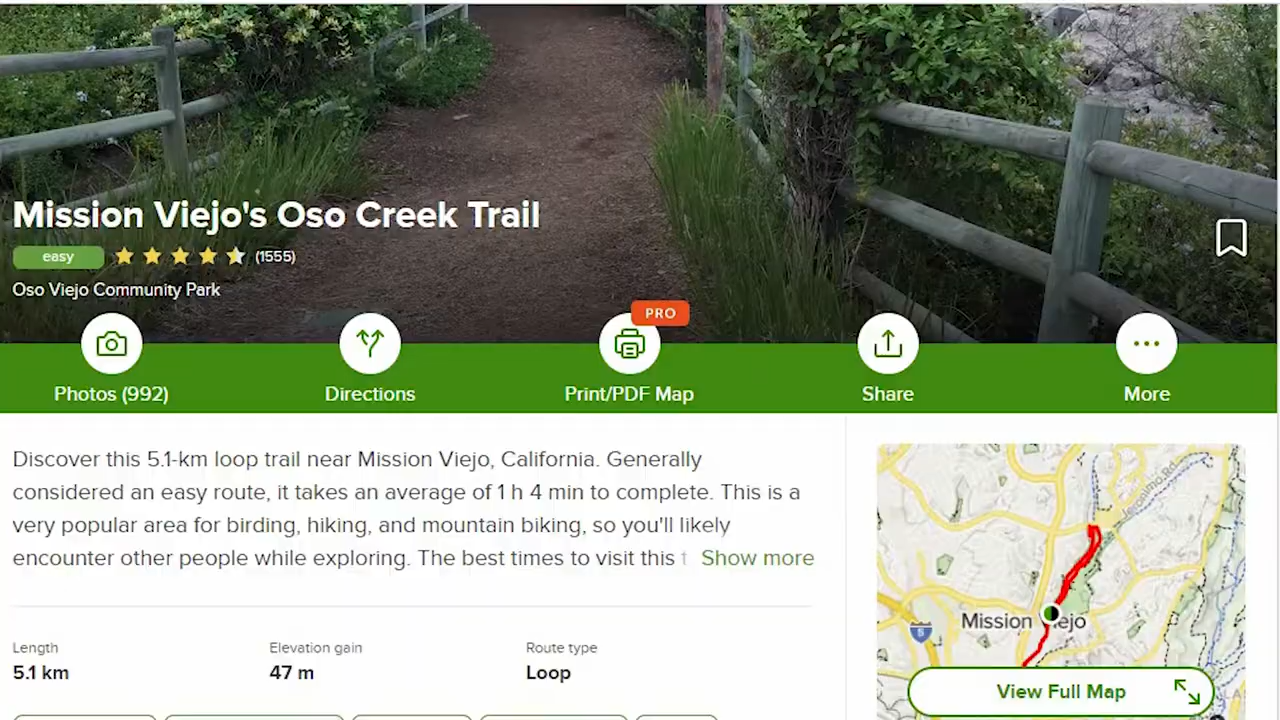 Mission Viejo's Oso Creek Trail
easy
(1555)
Oso Viejo Community Park
PRO
Photos (992)
Directions
Print/PDF Map
Share
More
Discover this 5.1-km loop trail near Mission Viejo, California. Generally
considered an easy route, it takes an average of 1 h 4 min to complete. This is a
very popular area for birding, hiking, and mountain biking, so you'll likely
encounter other people while exploring. The best times to visit this t Show more
Length
5.1 km
Elevation gain
47 m
Route type
Loop
Jeronimo Rd
5
Mission ejo
View Full Map